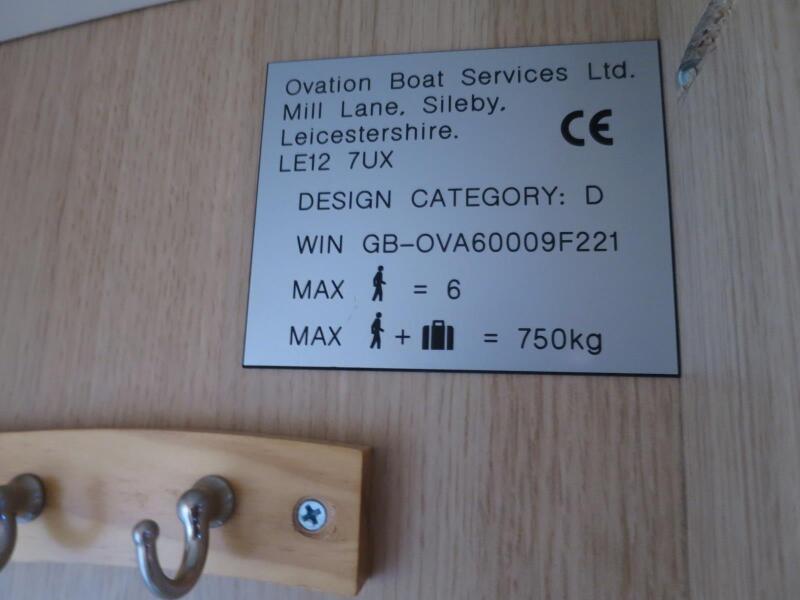 Ovation Boat Services Ltd.
Mill Lane, Sileby,
Leicestershire.
CE
LE12 7UX
DESIGN CATEGORY: D
WIN GB-OVA60009F221
MAX = 6
MAX + = 750kg